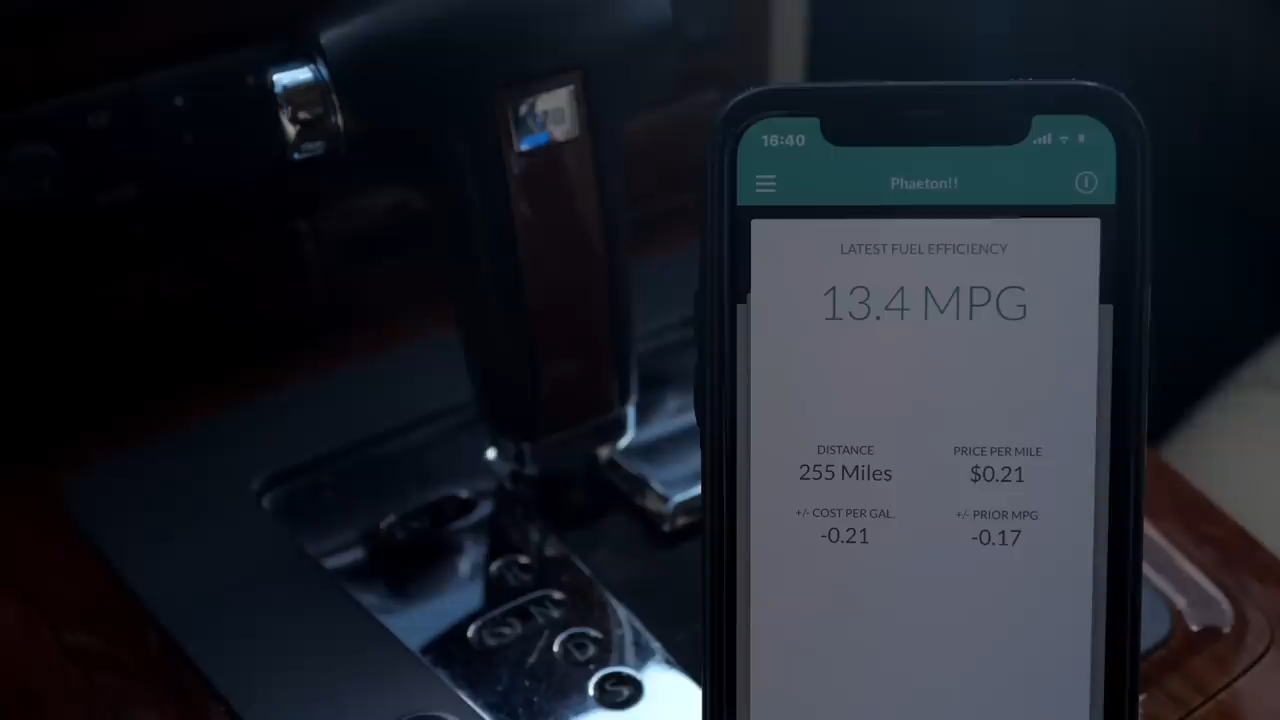 16:40
Phaeton!!
LATEST FUEL EFFICIENCY
13.4 MPG
DISTANCE
PRICE PER MILE
255 Miles
$0.21
+/- COST PER GAL.
+/- PRIOR MPG
-0.21
-0.17
R
N
D
S